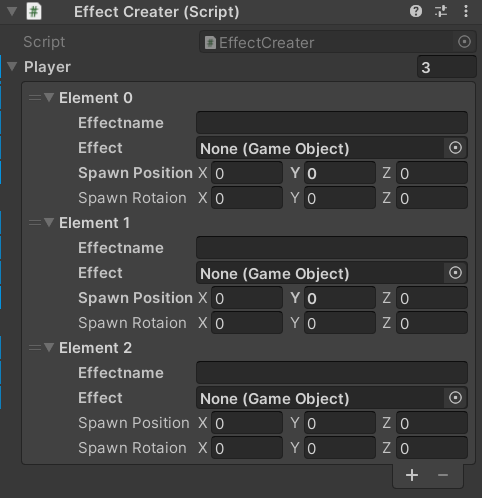 Effect Creater (Script)
Script EffectCreater
Player 3
Element 0
Effectname
Effect None (Game Object)
Spawn Position X 0 Y 0 Z 0
Spawn Rotaion X 0 Y 0 Z 0
Element 1
Effectname
Effect None (Game Object)
Spawn Position X 0 Y 0 Z 0
Spawn Rotaion X 0 Y 0 Z 0
Element 2
Effectname
Effect None (Game Object)
Spawn Position X 0 Y 0 Z 0
Spawn Rotaion X 0 Y 0 Z 0